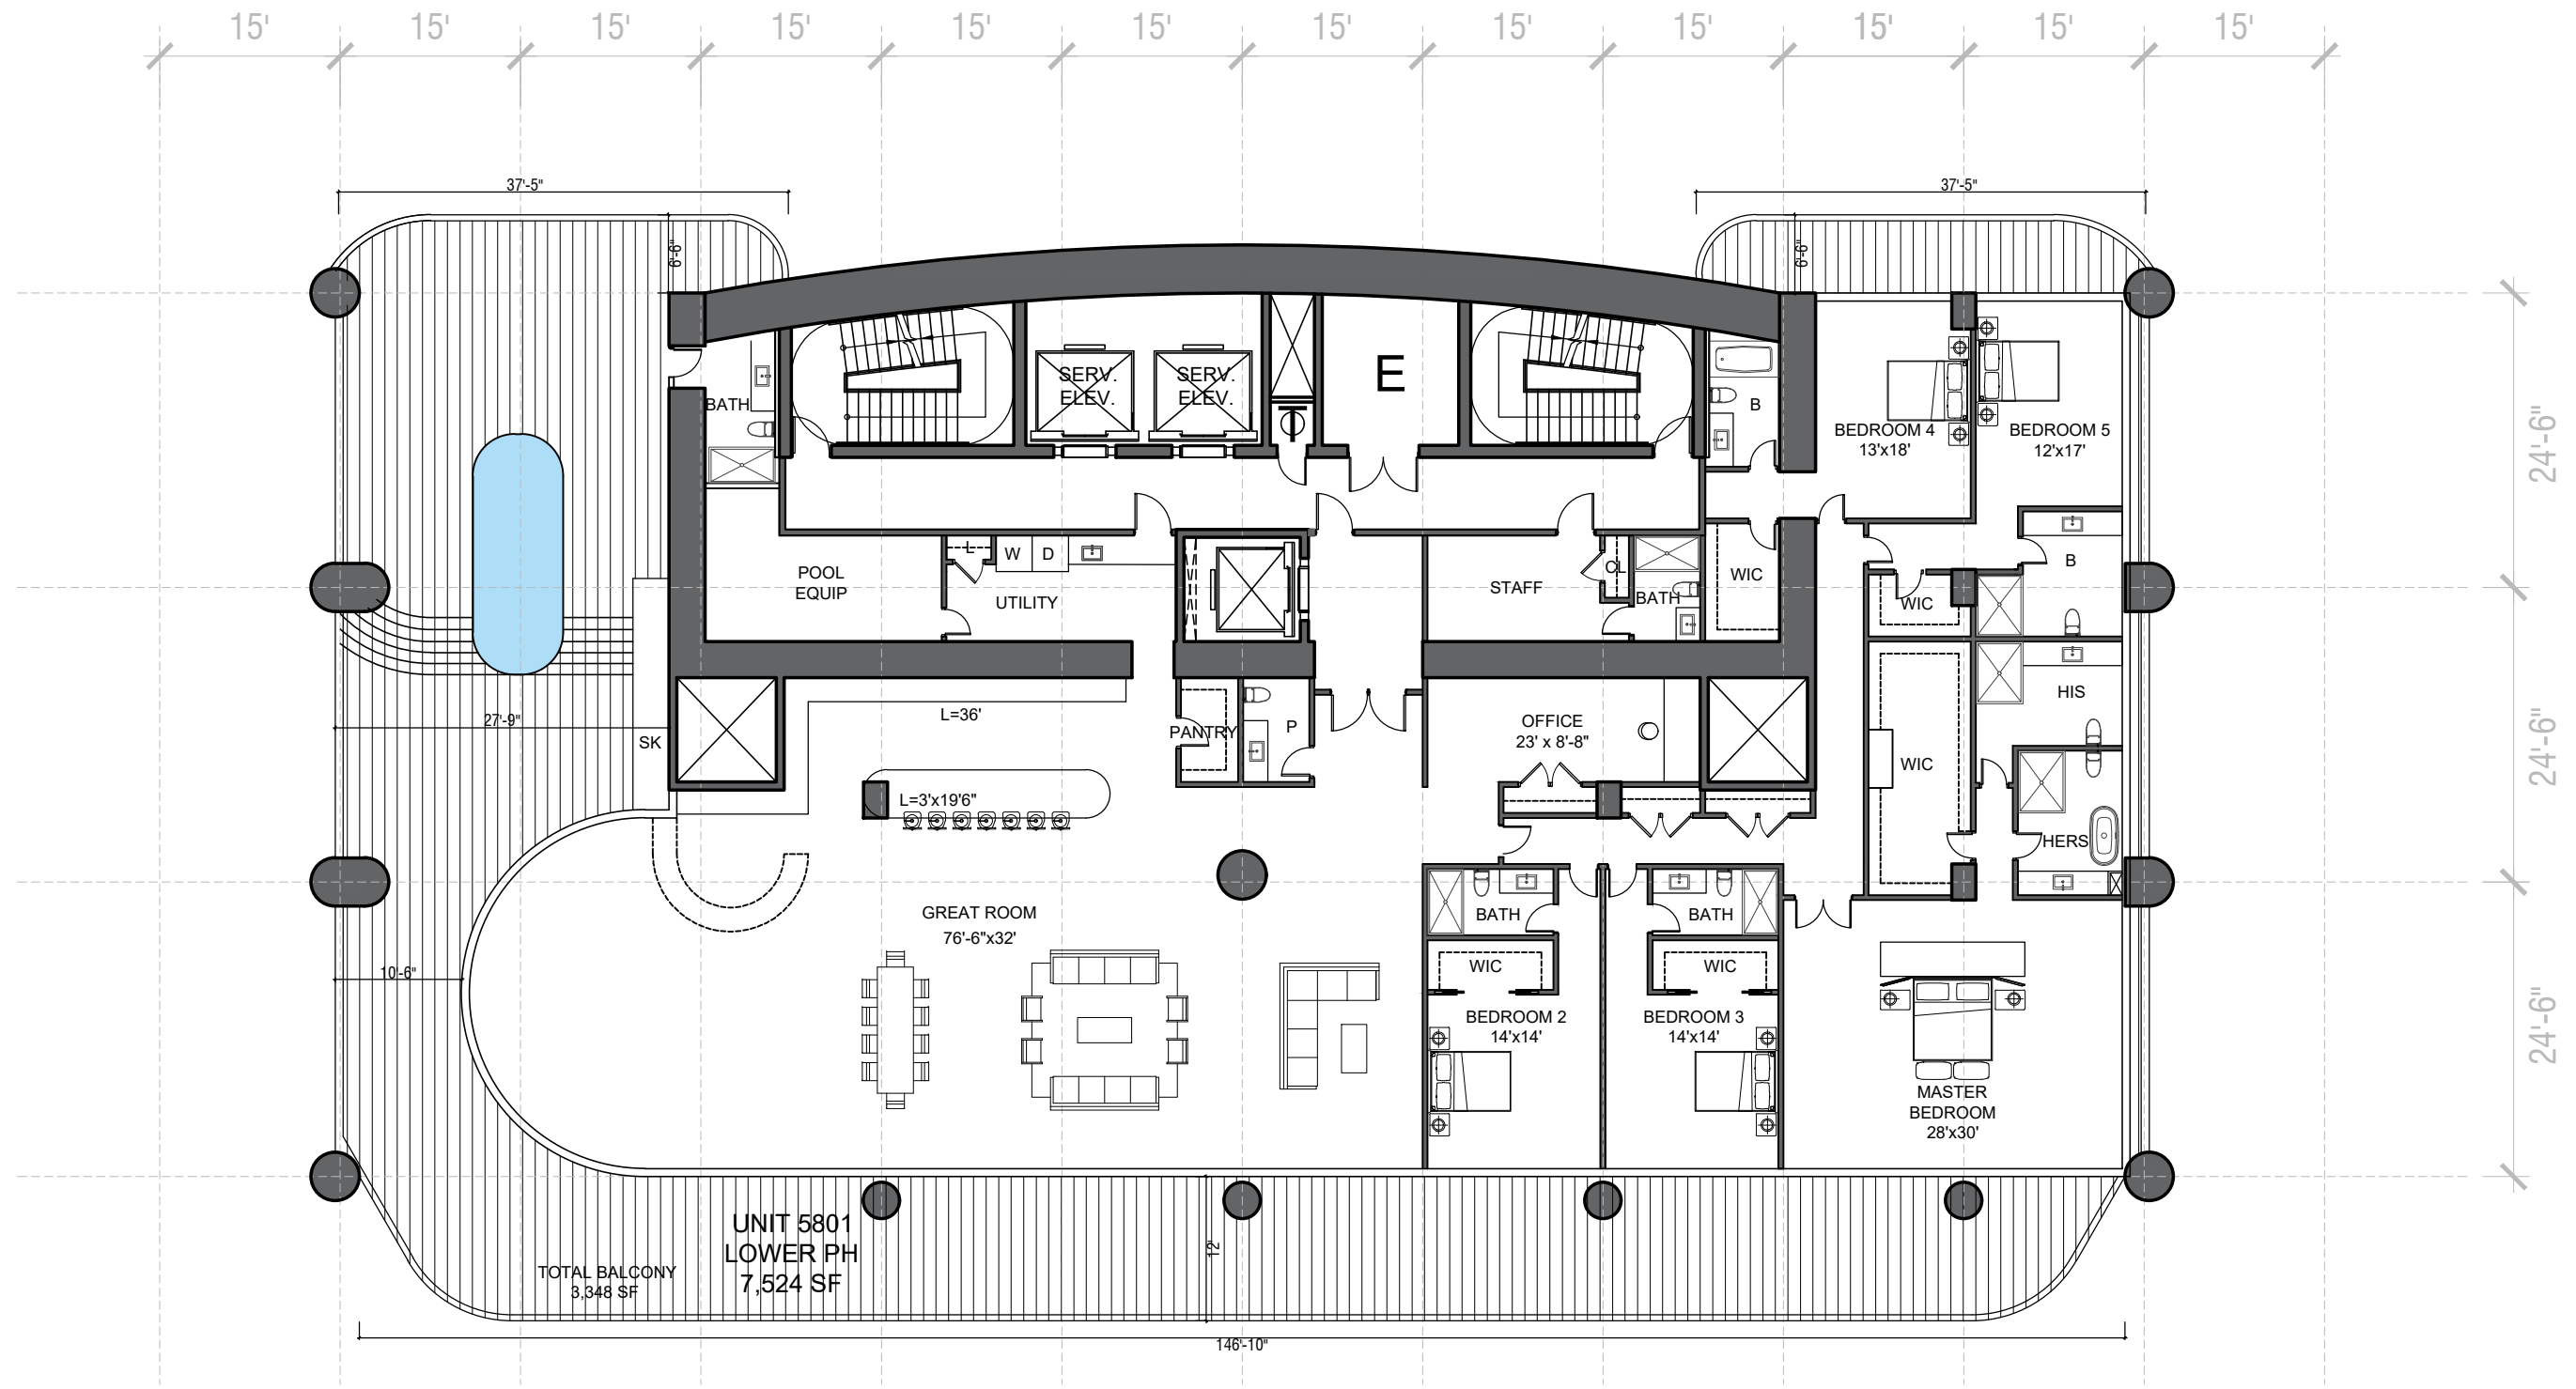 15' 15' 15' 15' 15' 15' 15' 15' 15' 15' 15' 15'
37'-5" 37'-5"
6'-6" 6'-6"
SERV. ELEV.
SERV. ELEV.
E
BATH
B
BEDROOM 4
13'x18'
BEDROOM 5
12'x17'
24'-6"
L
W
D
POOL
EQUIP
UTILITY
STAFF
CL
BATH
WIC
WIC
B
27'-9"
SK
L=36'
PANTRY
P
OFFICE
23' x 8'-8"
WIC
HIS
24'-6"
L=3'x19'6"
HERS
GREAT ROOM
76'-6"x32'
BATH
BATH
10'-6"
WIC
WIC
BEDROOM 2
14'x14'
BEDROOM 3
14'x14'
24'-6"
MASTER
BEDROOM
28'x30'
UNIT 5801
LOWER PH
7,524 SF
12'
TOTAL BALCONY
3,348 SF
146'-10"